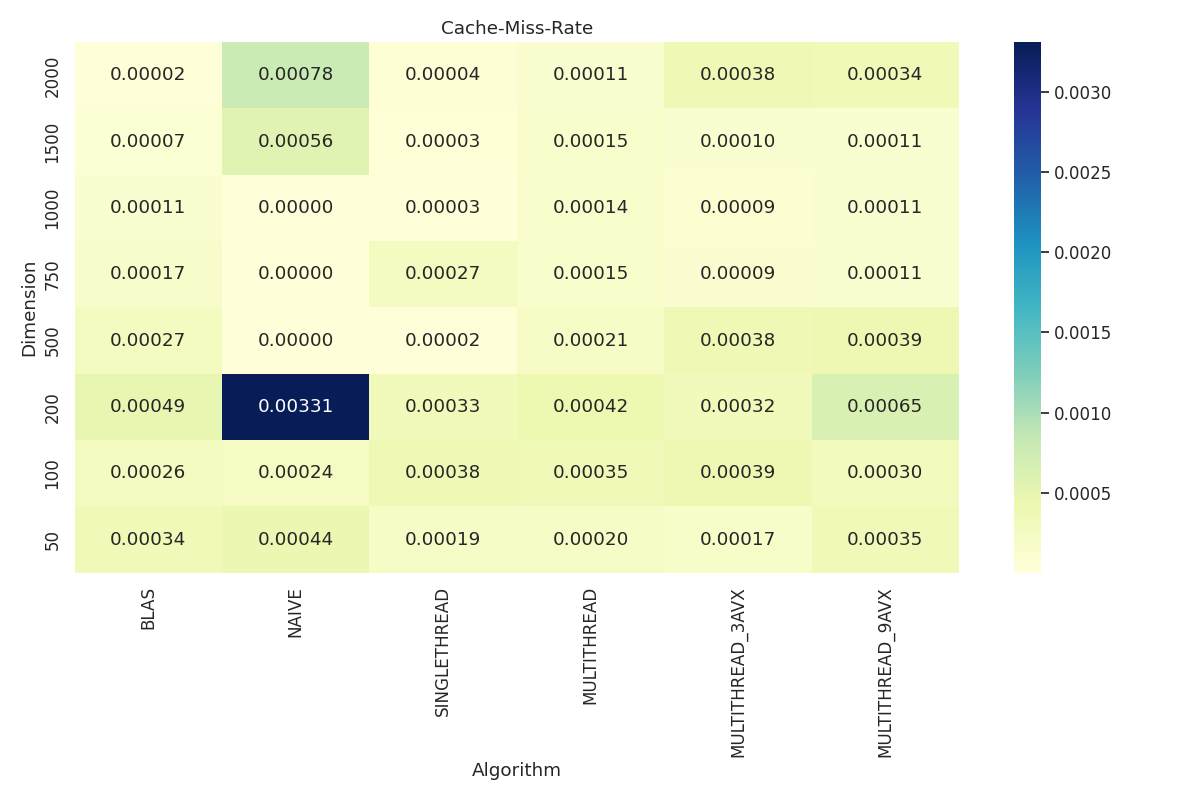 Cache-Miss-Rate
Dimension
2000 0.00002 0.00078 0.00004 0.00011 0.00038 0.00034
1500 0.00007 0.00056 0.00003 0.00015 0.00010 0.00011
1000 0.00011 0.00000 0.00003 0.00014 0.00009 0.00011
750 0.00017 0.00000 0.00027 0.00015 0.00009 0.00011
500 0.00027 0.00000 0.00002 0.00021 0.00038 0.00039
200 0.00049 0.00331 0.00033 0.00042 0.00032 0.00065
100 0.00026 0.00024 0.00038 0.00035 0.00039 0.00030
50 0.00034 0.00044 0.00019 0.00020 0.00017 0.00035
BLAS
NAIVE
SINGLETHREAD
MULTITHREAD
MULTITHREAD_3AVX
MULTITHREAD_9AVX
Algorithm
0.0030
0.0025
0.0020
0.0015
0.0010
0.0005